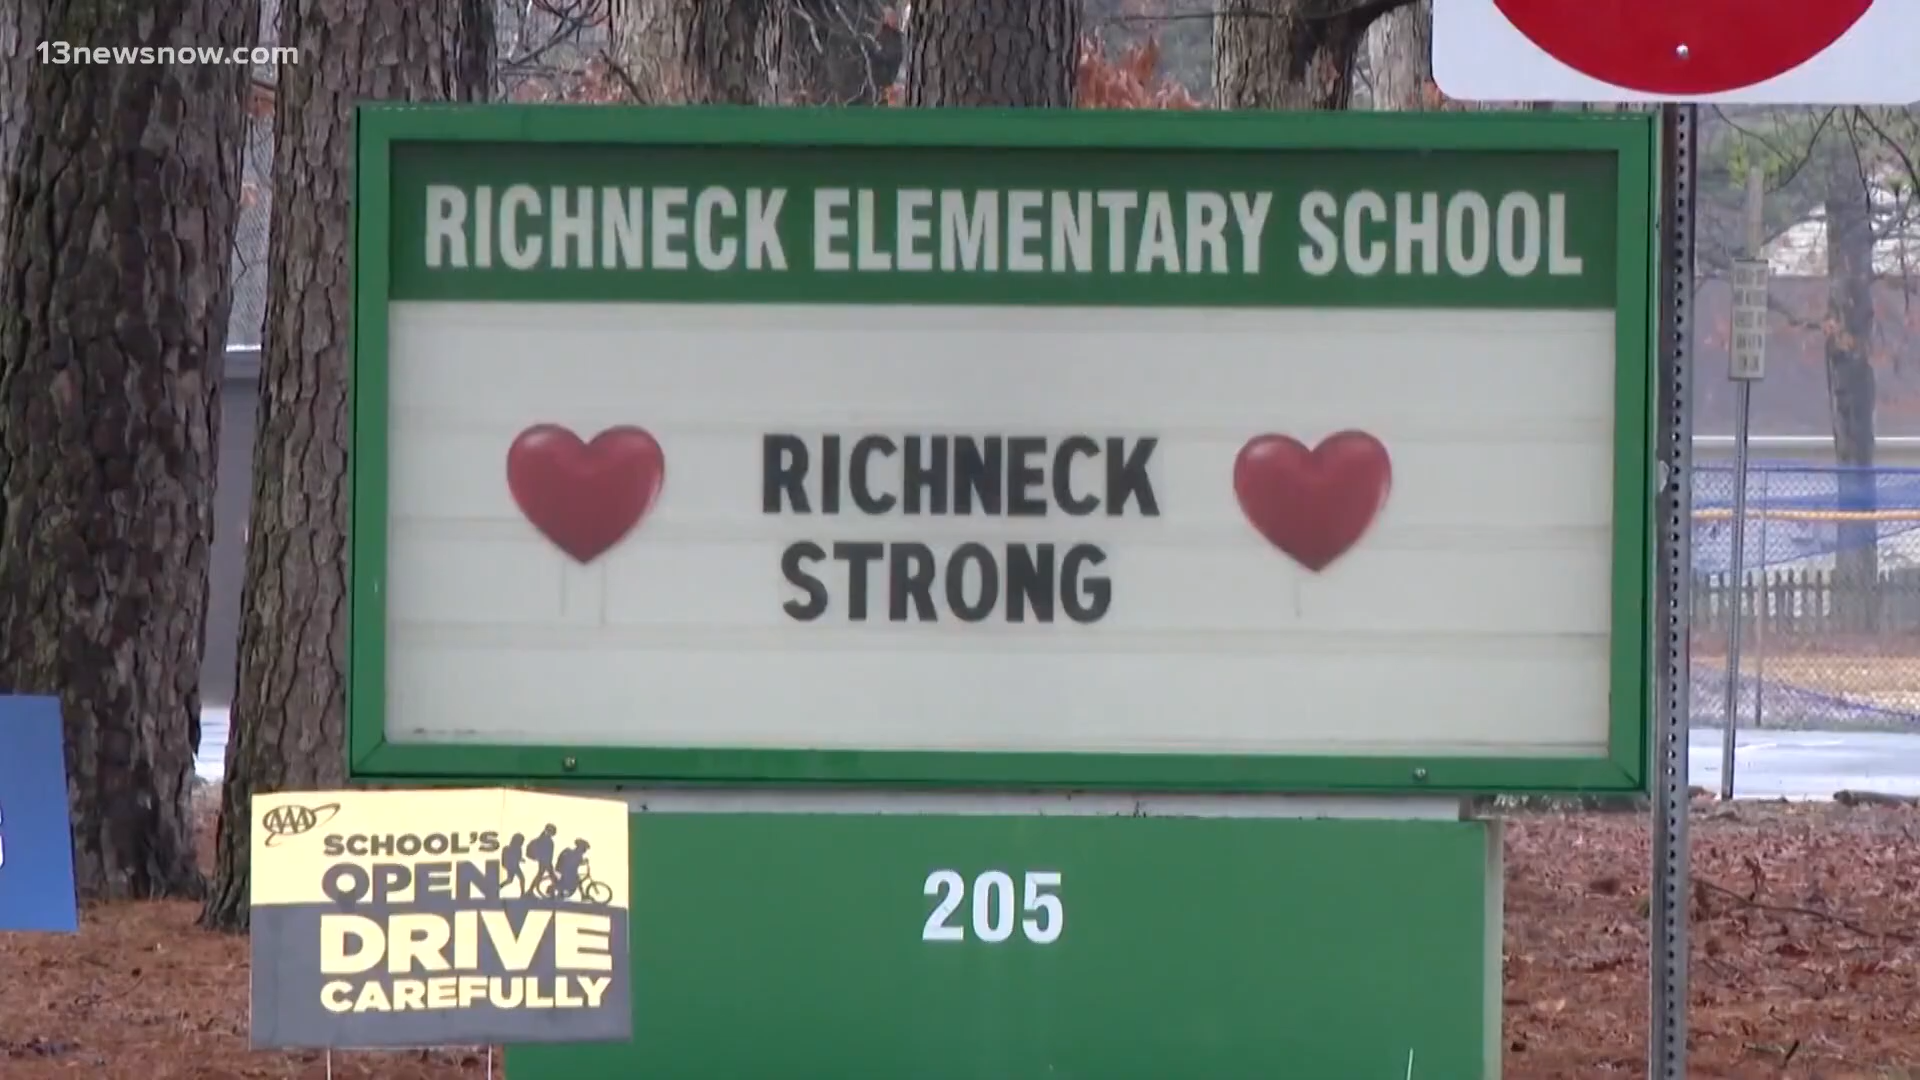 13newsnow.com
RICHNECK ELEMENTARY SCHOOL
RICHNECK
STRONG
205
AAA
SCHOOL'S
OPEN
DRIVE
CAREFULLY